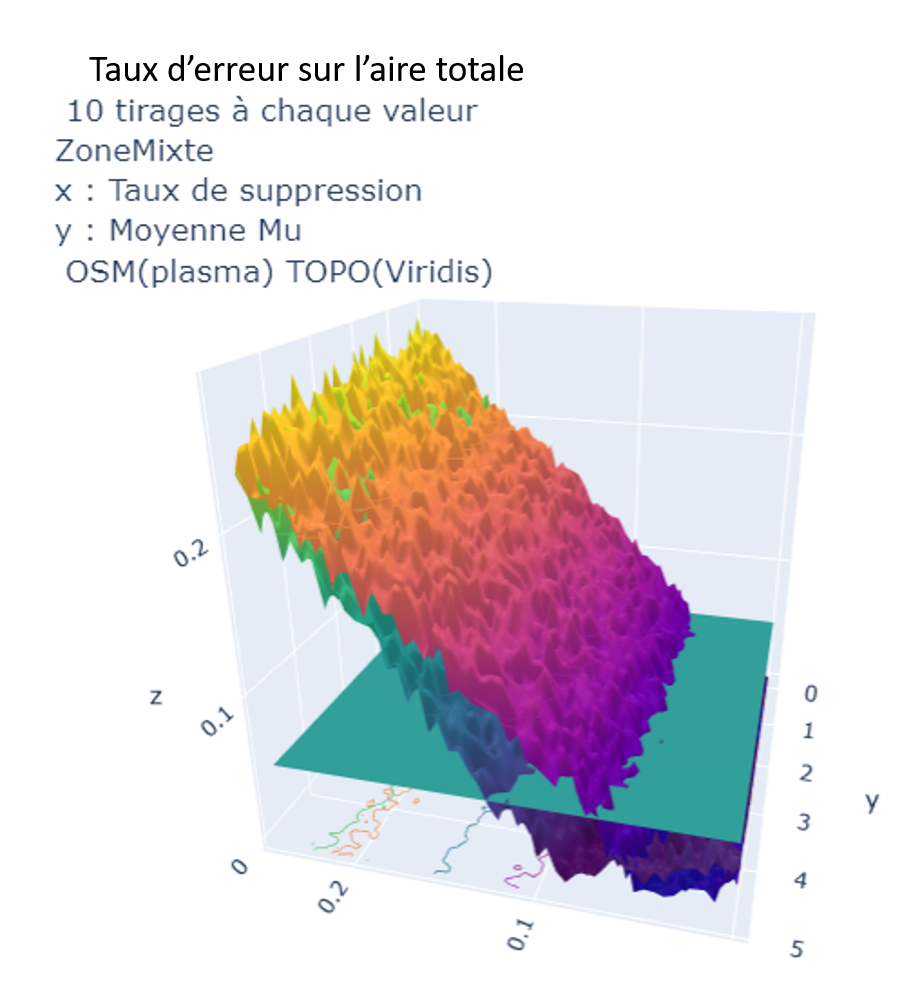 Taux d’erreur sur l’aire totale
10 tirages à chaque valeur
ZoneMixte
x : Taux de suppression
y : Moyenne Mu
OSM(plasma) TOPO(Viridis)
0.2
0.1
z
0
0.2
0.1
0
1
2
3
4
5
y